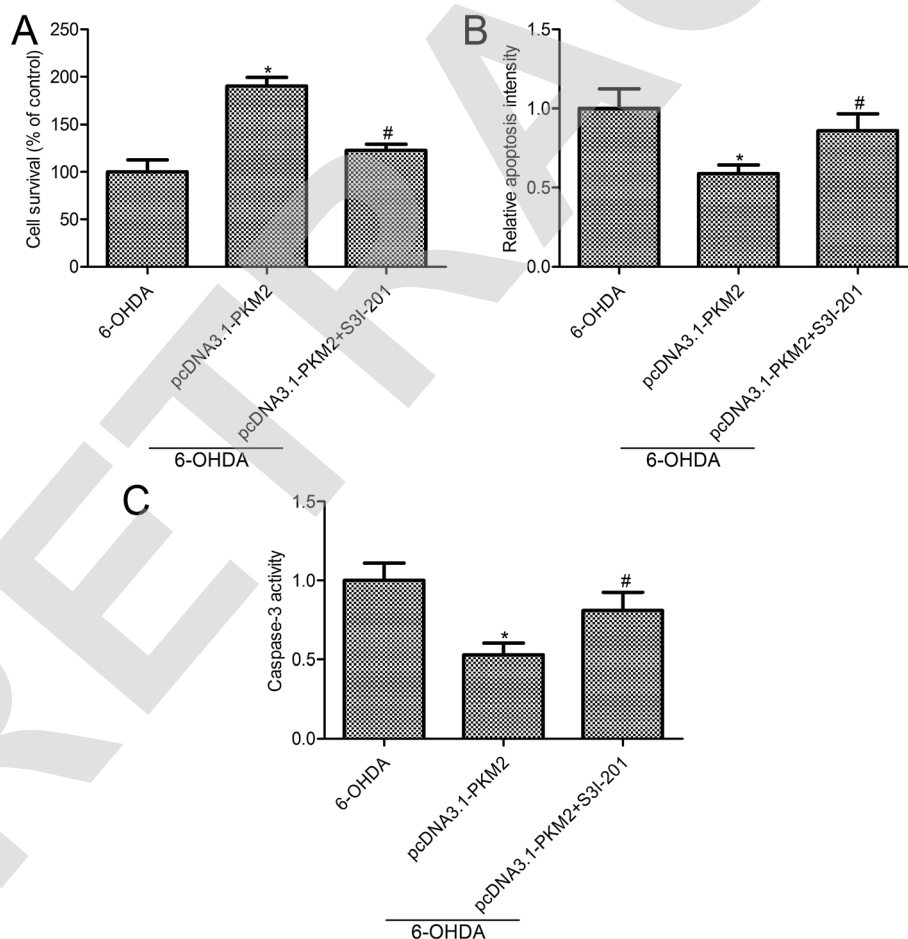 A
Cell survival (% of control)
250
200
150
100
50
0
*
#
6-OHDA
pcDNA3.1-PKM2
pcDNA3.1-PKM2+S3I-201
6-OHDA
B
Relative apoptosis intensity
1.5
1.0
0.5
0.0
*
#
6-OHDA
pcDNA3.1-PKM2
pcDNA3.1-PKM2+S3I-201
6-OHDA
C
Caspase-3 activity
1.5
1.0
0.5
0.0
*
#
6-OHDA
pcDNA3.1-PKM2
pcDNA3.1-PKM2+S3I-201
6-OHDA
RETRAC